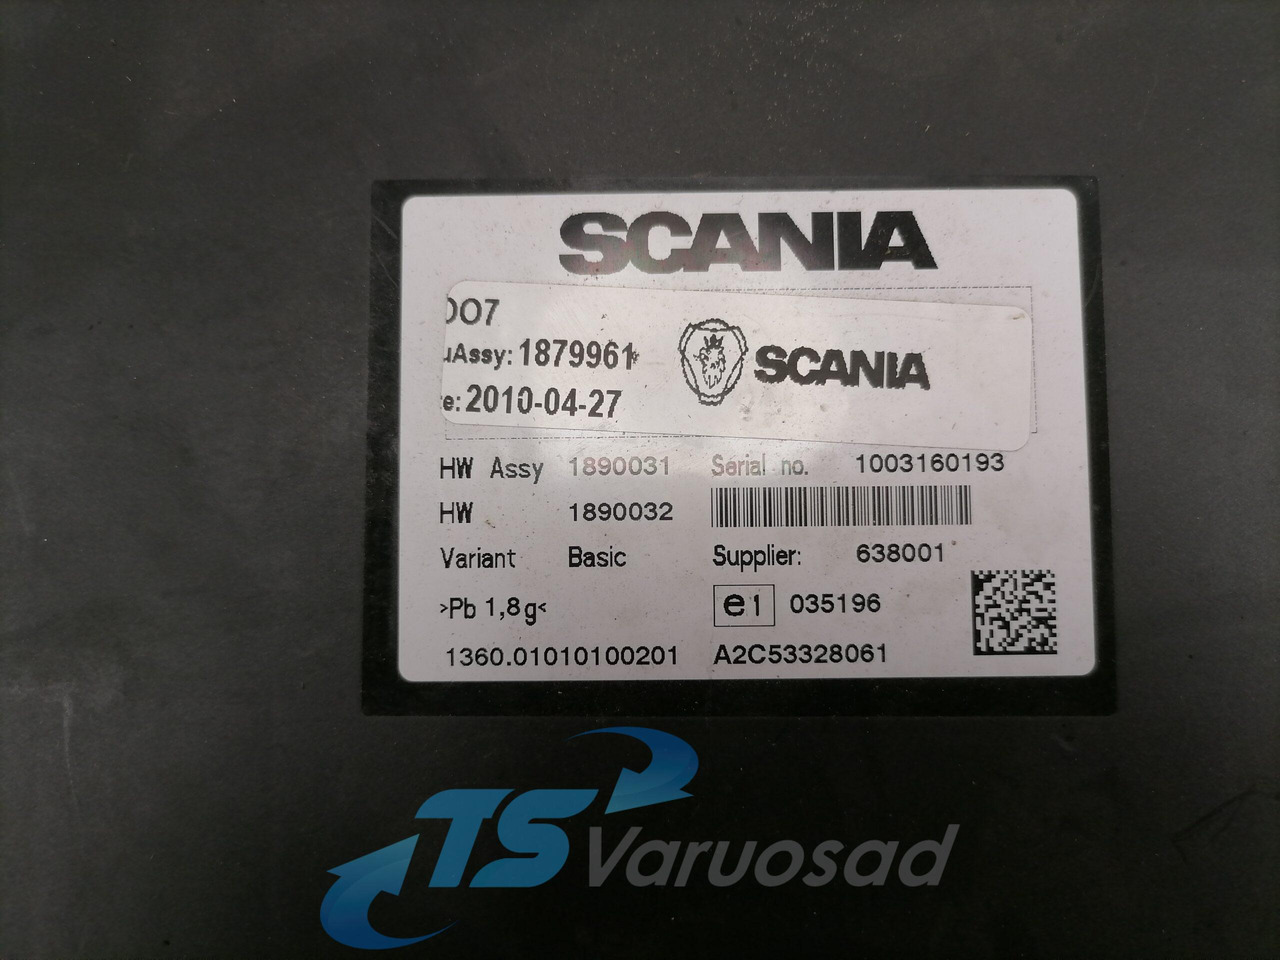 SCANIA
007
Assy: 1879961
e: 2010-04-27
SCANIA
HW Assy 1890031 Serial no. 1003160193
HW 1890032
Variant Basic Supplier: 638001
>Pb 1,8g< e1 035196
1360.01010100201 A2C53328061
TS Varuosad